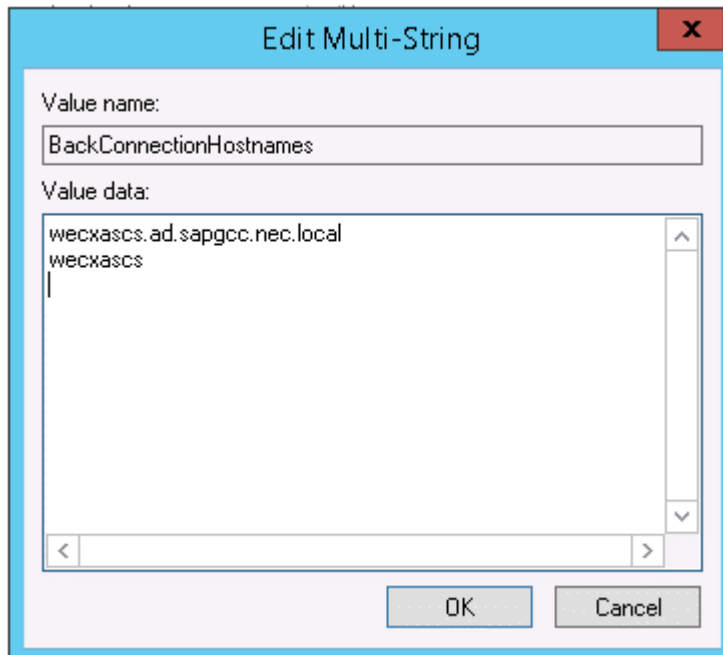 Edit Multi-String
x
Value name:
BackConnectionHostnames
Value data:
wecxascs.ad.sapgcc.nec.local
wecxascs
OK
Cancel